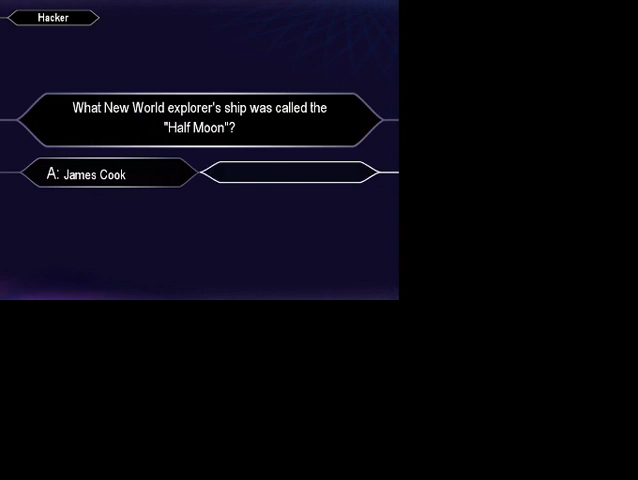 Hacker
What New World explorer's ship was called the
"Half Moon"?
A: James Cook